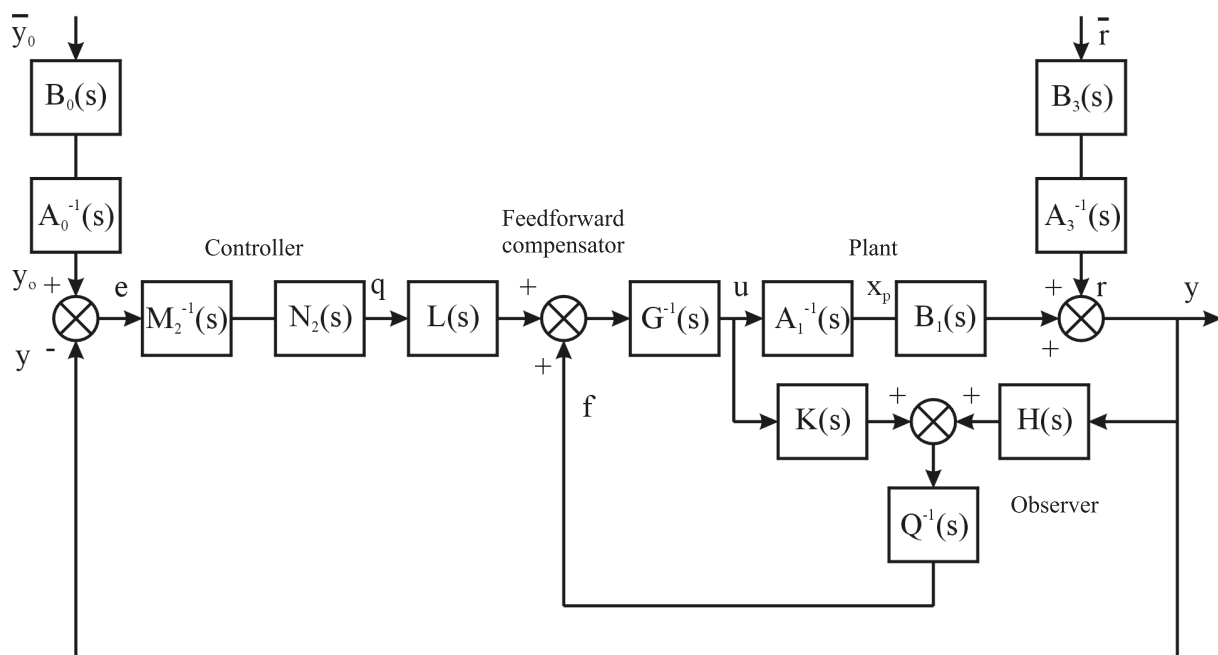 ȳ₀
r̄
B₀(s)
B₃(s)
A₀⁻¹(s)
A₃⁻¹(s)
Feedforward
compensator
Controller
Plant
yₒ +
e
M₂⁻¹(s)
N₂(s)
q
L(s)
+
G⁻¹(s)
u
A₁⁻¹(s)
xₚ
B₁(s)
+
r
y
y -
+
+
f
K(s)
+
+
H(s)
Q⁻¹(s)
Observer